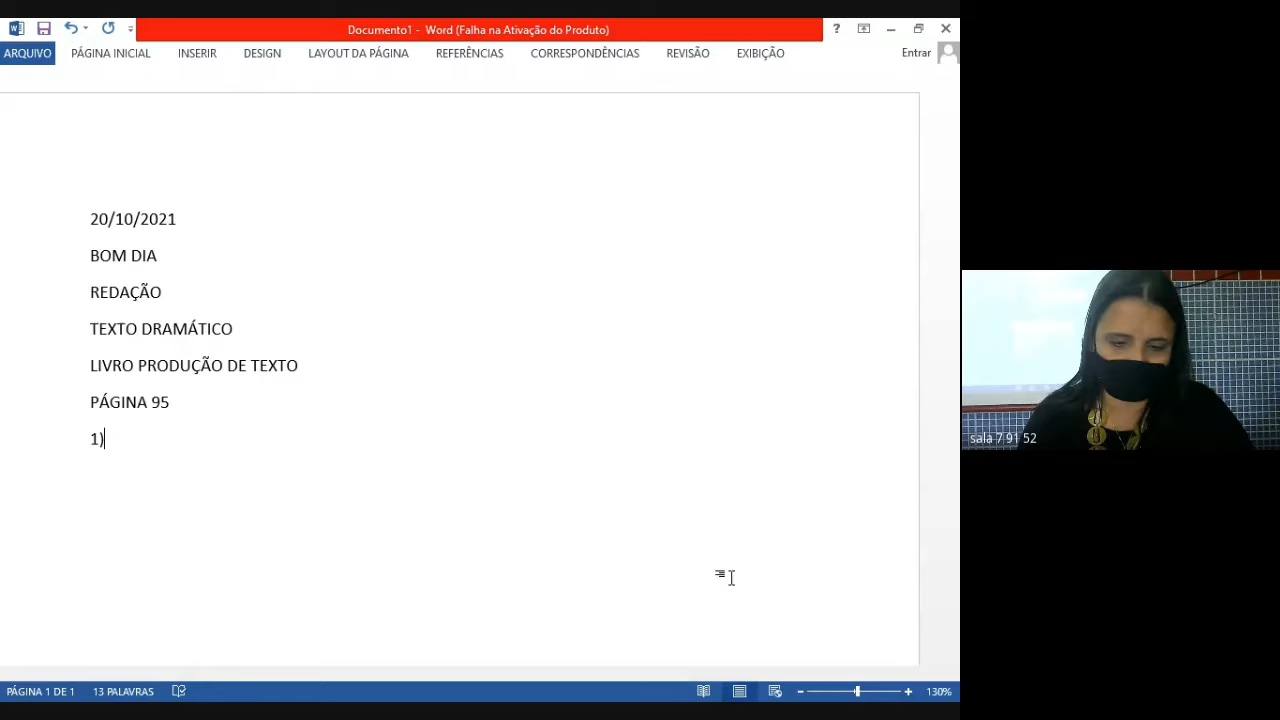 Documento1 - Word (Falha na Ativação do Produto)
?
ARQUIVO PÁGINA INICIAL INSERIR DESIGN LAYOUT DA PÁGINA REFERÊNCIAS CORRESPONDÊNCIAS REVISÃO EXIBIÇÃO Entrar
20/10/2021
BOM DIA
REDAÇÃO
TEXTO DRAMÁTICO
LIVRO PRODUÇÃO DE TEXTO
PÁGINA 95
1)
sala 7 91 52
PÁGINA 1 DE 1 13 PALAVRAS 130%